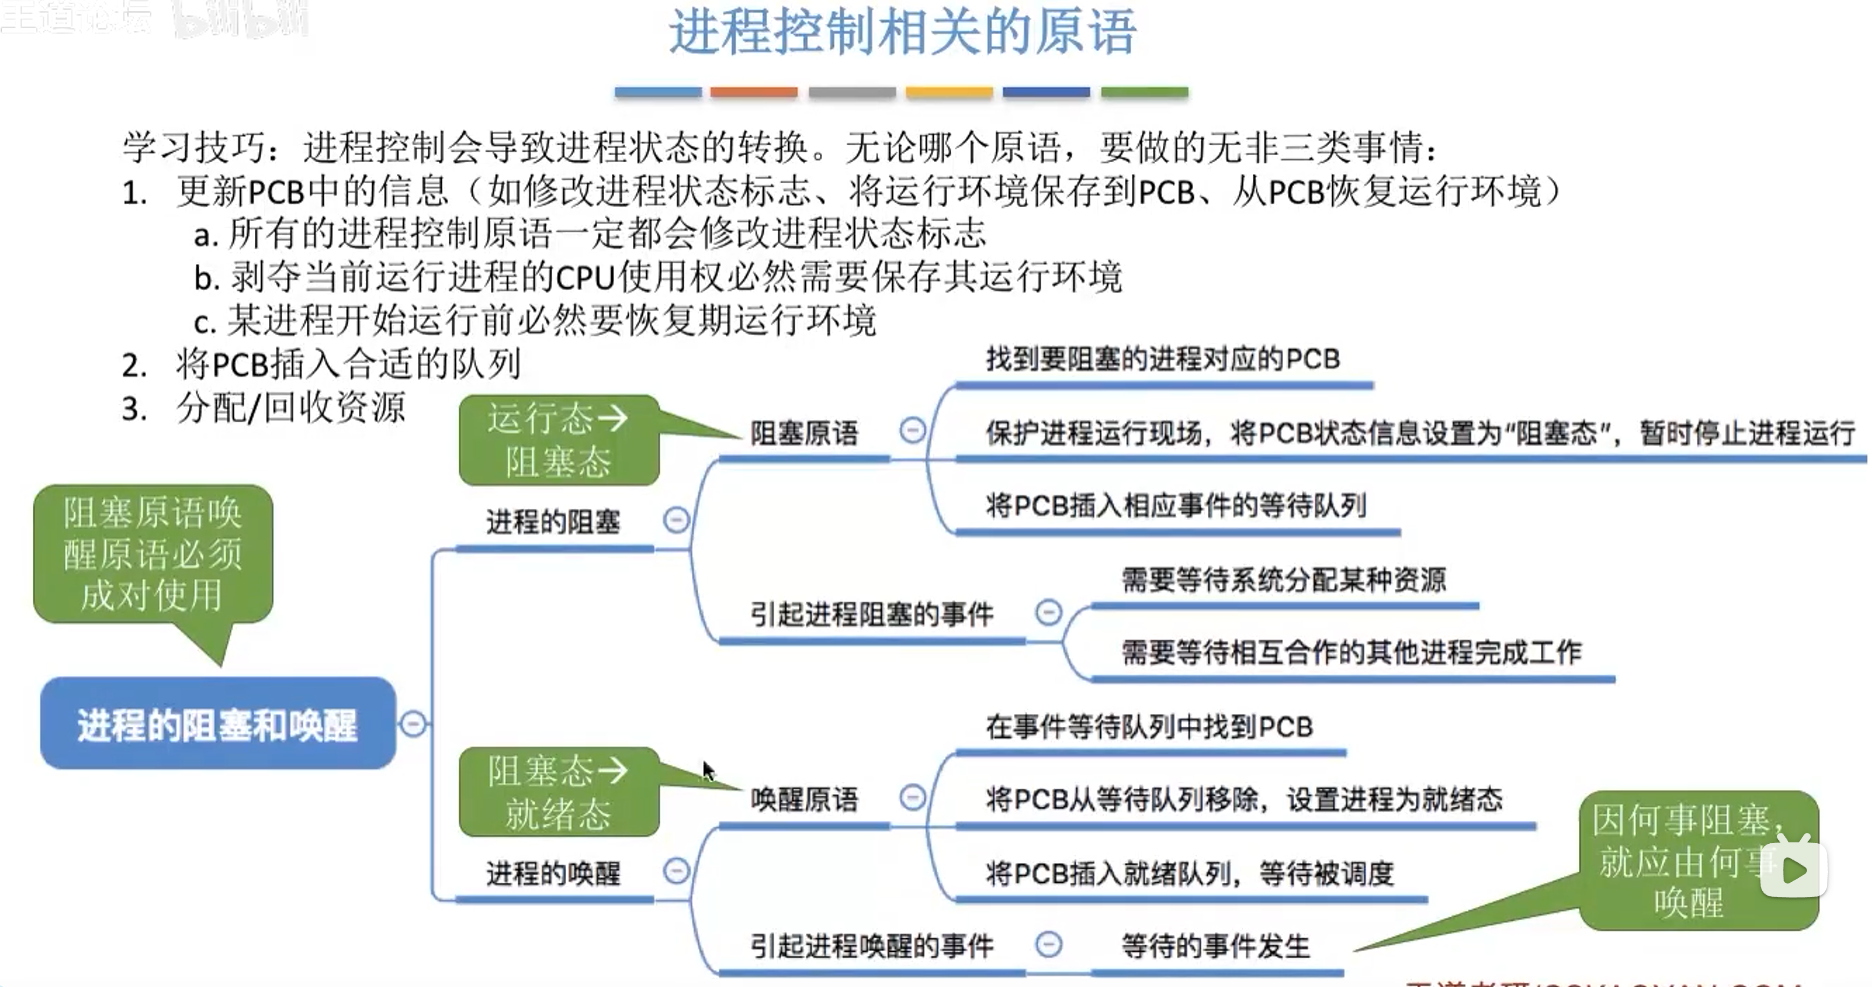 王道论坛 bilibili
进程控制相关的原语
学习技巧：进程控制会导致进程状态的转换。无论哪个原语，要做的无非三类事情：
1. 更新PCB中的信息（如修改进程状态标志、将运行环境保存到PCB、从PCB恢复运行环境）
a. 所有的进程控制原语一定都会修改进程状态标志
b. 剥夺当前运行进程的CPU使用权必然需要保存其运行环境
c. 某进程开始运行前必然要恢复期运行环境
2. 将PCB插入合适的队列
3. 分配/回收资源
阻塞原语唤
醒原语必须
成对使用
进程的阻塞和唤醒
进程的阻塞
运行态→
阻塞态
阻塞原语
找到要阻塞的进程对应的PCB
保护进程运行现场，将PCB状态信息设置为“阻塞态”，暂时停止进程运行
将PCB插入相应事件的等待队列
引起进程阻塞的事件
需要等待系统分配某种资源
需要等待相互合作的其他进程完成工作
进程的唤醒
阻塞态→
就绪态
唤醒原语
在事件等待队列中找到PCB
将PCB从等待队列移除，设置进程为就绪态
将PCB插入就绪队列，等待被调度
引起进程唤醒的事件
等待的事件发生
因何事阻塞，
就应由何事
唤醒